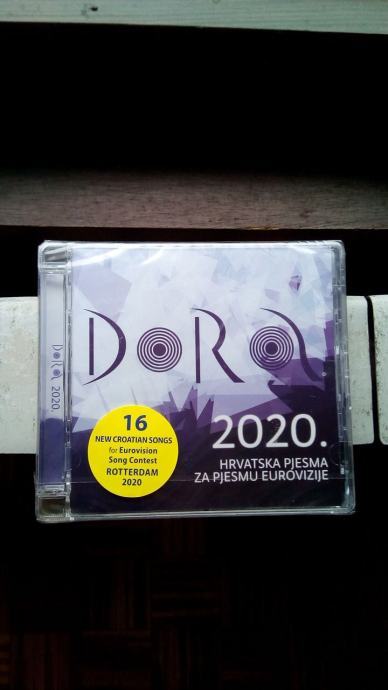 DORA
DORA 2020.
2020.
HRVATSKA PJESMA
ZA PJESMU EUROVIZIJE
16
NEW CROATIAN SONGS
for Eurovision
Song Contest
ROTTERDAM
2020